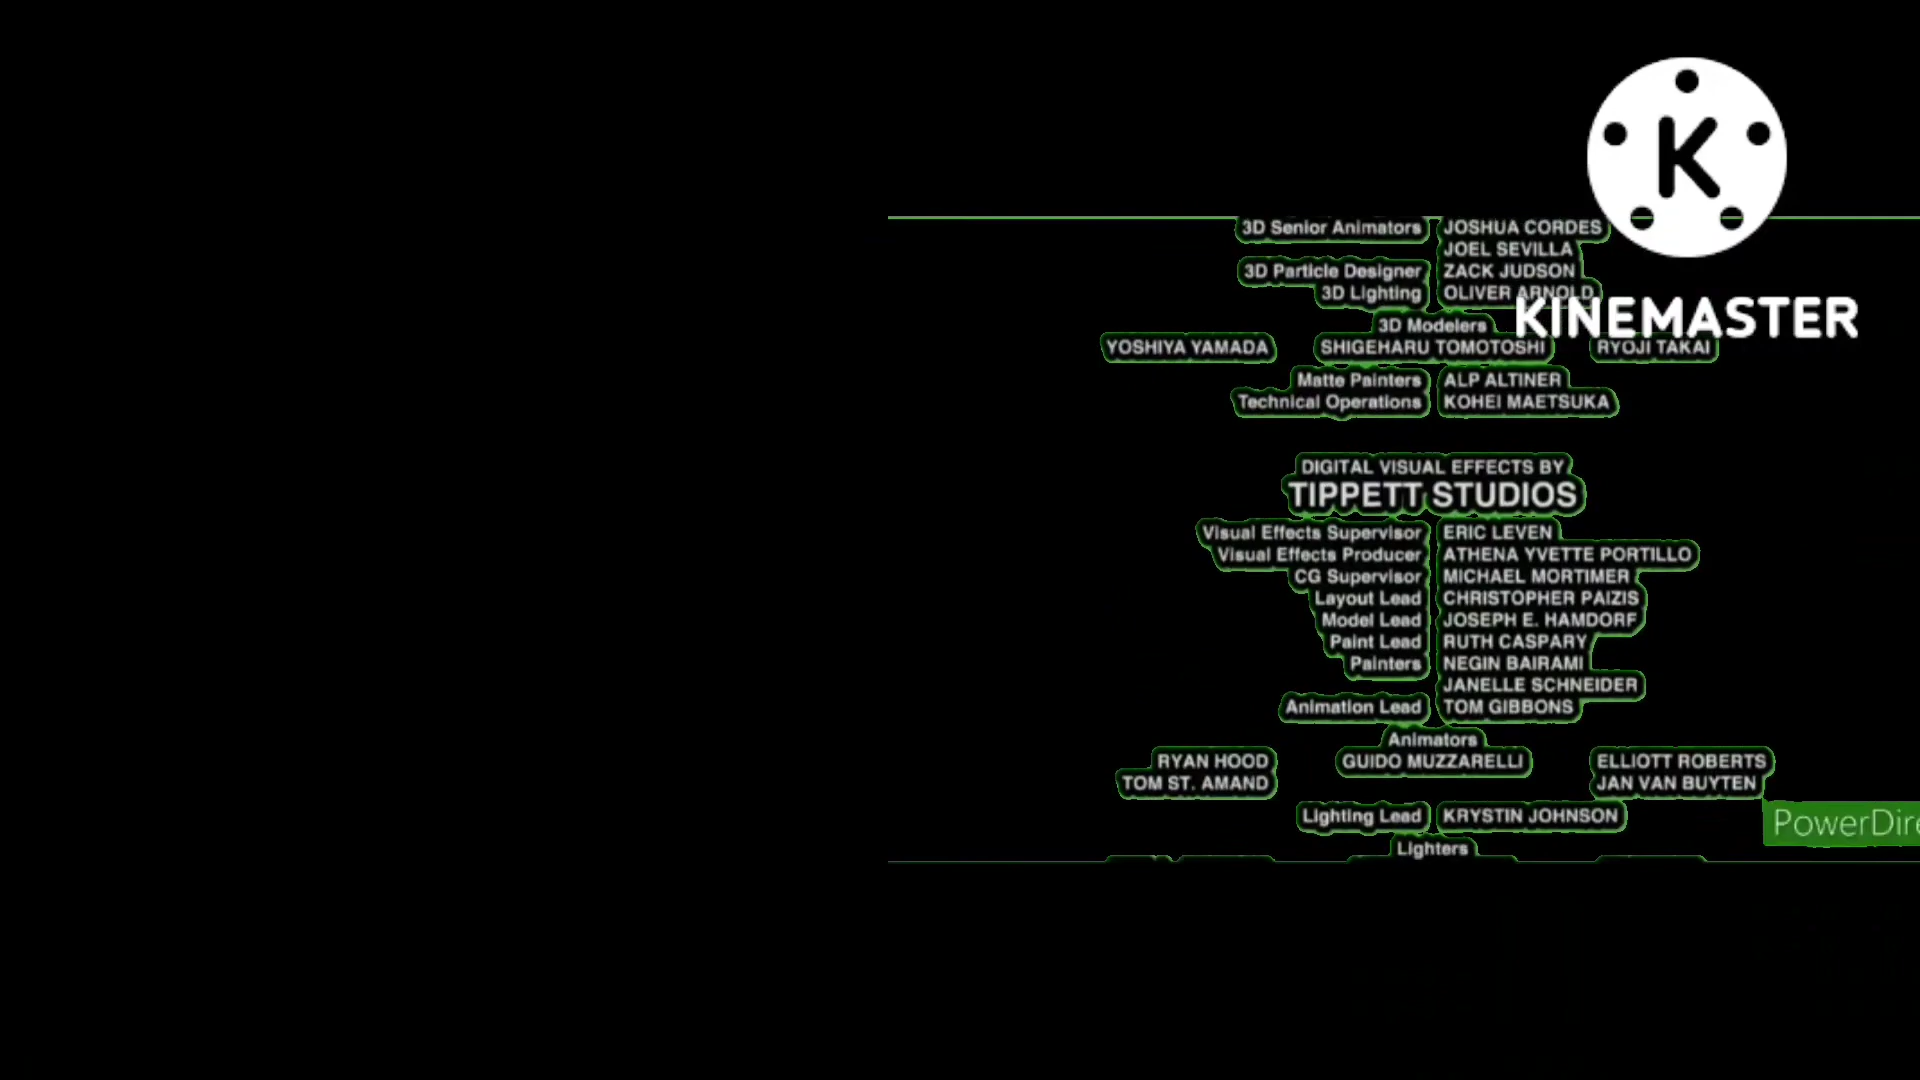 K
KINEMASTER
3D Senior Animators JOSHUA CORDES
JOEL SEVILLA
3D Particle Designer ZACK JUDSON
3D Lighting OLIVER ARNOLD
3D Modelers
YOSHIYA YAMADA SHIGEHARU TOMOTOSHI RYOJI TAKAI
Matte Painters ALP ALTINER
Technical Operations KOHEI MAETSUKA
DIGITAL VISUAL EFFECTS BY
TIPPETT STUDIOS
Visual Effects Supervisor ERIC LEVEN
Visual Effects Producer ATHENA YVETTE PORTILLO
CG Supervisor MICHAEL MORTIMER
Layout Lead CHRISTOPHER PAIZIS
Model Lead JOSEPH E. HAMDORF
Paint Lead RUTH CASPARY
Painters NEGIN BAIRAMI
JANELLE SCHNEIDER
Animation Lead TOM GIBBONS
Animators
RYAN HOOD GUIDO MUZZARELLI ELLIOTT ROBERTS
TOM ST. AMAND JAN VAN BUYTEN
Lighting Lead KRYSTIN JOHNSON
PowerDire
Lighters